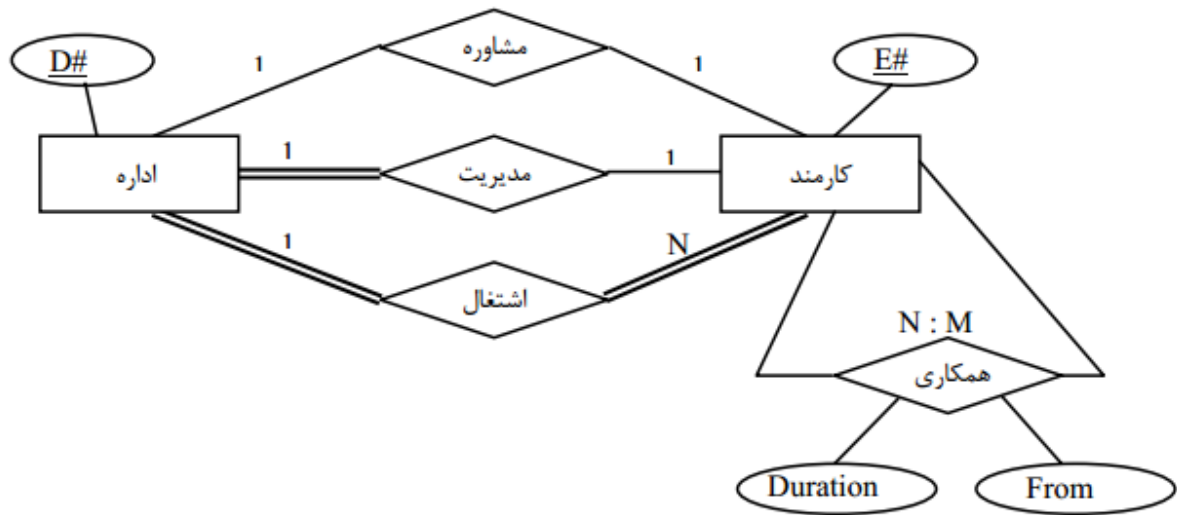 مشاوره
D#
E#
1
1
اداره
1
مدیریت
1
کارمند
1
N
اشتغال
N : M
همکاری
Duration
From